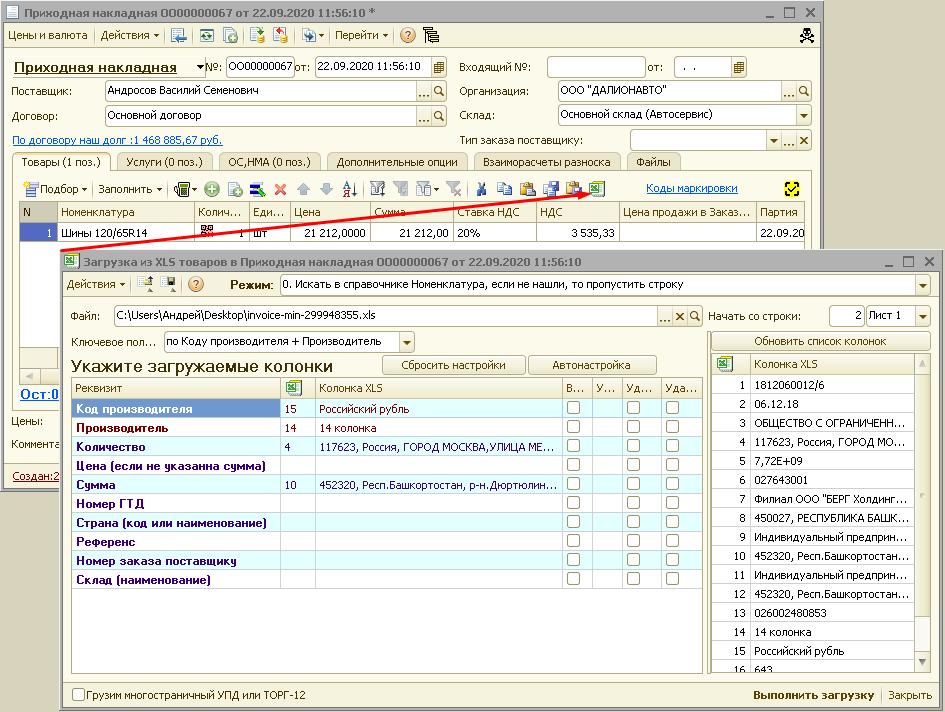 Приходная накладная ОО00000067 от 22.09.2020 11:56:10 *
Цены и валюта Действия Перейти
Приходная накладная №: ОО00000067 от: 22.09.2020 11:56:10 Входящий №: от: . .
Поставщик: Андросов Василий Семенович ... Организация: ООО "ДАЛИОНАВТО" ...
Договор: Основной договор ... Склад: Основной склад (Автосервис)
По договору наш долг :1 468 885,67 руб. Тип заказа поставщику: ...
Товары (1 поз.) Услуги (0 поз.) ОС,НМА (0 поз.) Дополнительные опции Взаиморасчеты разноска Файлы
Подбор Заполнить Коды маркировки
N Номенклатура Колич... Еди... Цена Сумма Ставка НДС НДС Цена продажи в Заказ... Партия
1 Шины 120/65R14 1 шт 21 212,0000 21 212,00 20% 3 535,33 22.09.20
Ост:0
Цены:
Коммента
Создан:2
Загрузка из XLS товаров в Приходная накладная ОО00000067 от 22.09.2020 11:56:10
Действия Режим: 0. Искать в справочнике Номенклатура, если не нашли, то пропустить строку
Файл: C:\Users\Андрей\Desktop\invoice-min-299948355.xls ... Начать со строки: 2 Лист 1
Ключевое пол... по Коду производителя + Производитель Обновить список колонок
Укажите загружаемые колонки Сбросить настройки Автонастройка
Реквизит Колонка XLS В... У... Уд... Уда...
Код производителя 15 Российский рубль
Производитель 14 14 колонка
Количество 4 117623, Россия, ГОРОД МОСКВА,УЛИЦА МЕ...
Цена (если не указанна сумма)
Сумма 10 452320, Респ.Башкортостан, р-н.Дюртюлин...
Номер ГТД
Страна (код или наименование)
Референс
Номер заказа поставщику
Склад (наименование)
Колонка XLS
1 1812060012/6
2 06.12.18
3 ОБЩЕСТВО С ОГРАНИЧЕНН...
4 117623, Россия, ГОРОД МО...
5 7,72E+09
6 027643001
7 Филиал ООО "БЕРГ Холдинг...
8 450027, РЕСПУБЛИКА БАШК...
9 Индивидуальный предприн...
10 452320, Респ.Башкортостан...
11 Индивидуальный предприн...
12 452320, Респ.Башкортостан...
13 026002480853
14 14 колонка
15 Российский рубль
16 643
Грузим многостраничный УПД или ТОРГ-12 Выполнить загрузку Закрыть